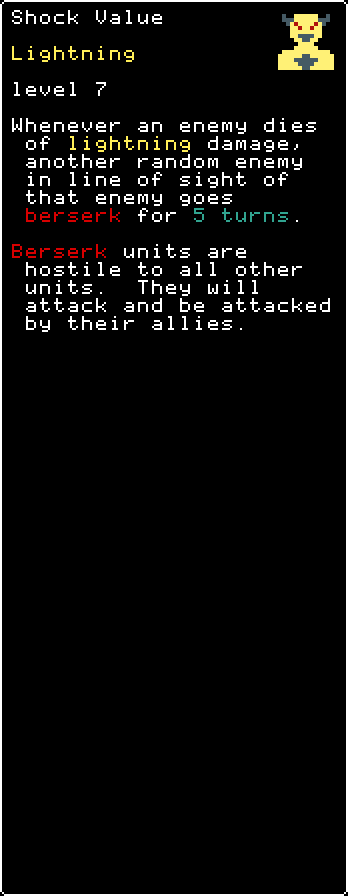 Shock Value
Lightning
level 7
Whenever an enemy dies
of lightning damage,
another random enemy
in line of sight of
that enemy goes
berserk for 5 turns.
Berserk units are
hostile to all other
units.  They will
attack and be attacked
by their allies.